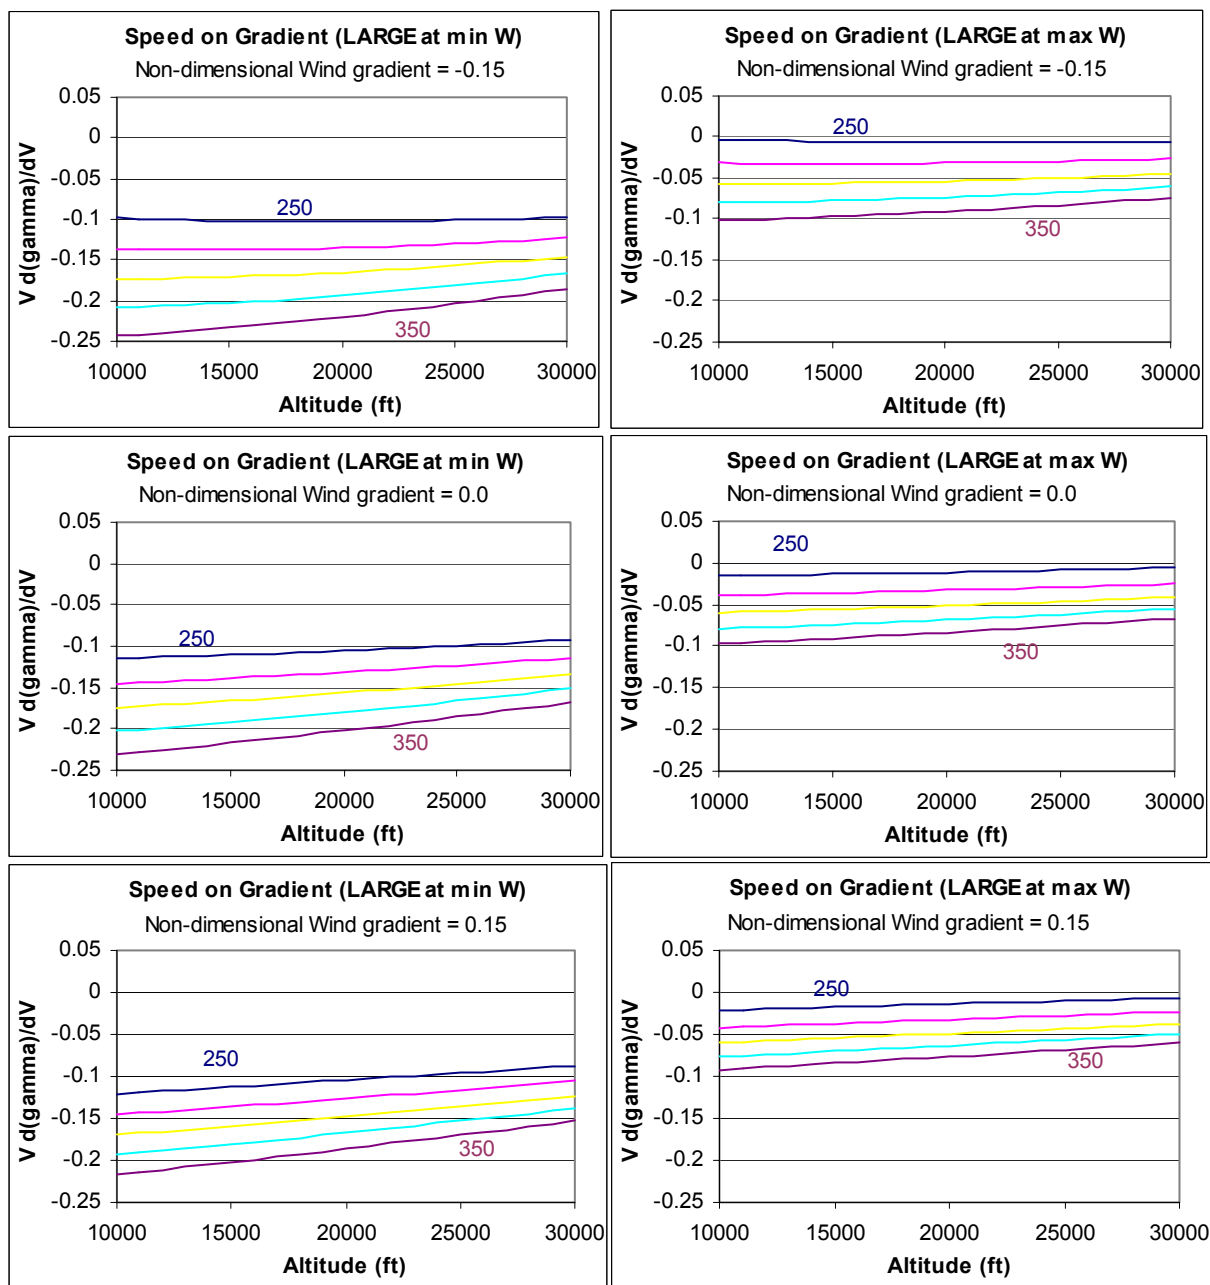 Speed on Gradient (LARGE at min W)
Non-dimensional Wind gradient = -0.15
0.05
0
-0.05
-0.1
-0.15
-0.2
-0.25
250
350
10000 15000 20000 25000 30000
Altitude (ft)
V d(gamma)/dV
Speed on Gradient (LARGE at max W)
Non-dimensional Wind gradient = -0.15
0.05
0
-0.05
-0.1
-0.15
-0.2
-0.25
250
350
10000 15000 20000 25000 30000
Altitude (ft)
V d(gamma)/dV
Speed on Gradient (LARGE at min W)
Non-dimensional Wind gradient = 0.0
0.05
0
-0.05
-0.1
-0.15
-0.2
-0.25
250
350
10000 15000 20000 25000 30000
Altitude (ft)
V d(gamma)/dV
Speed on Gradient (LARGE at max W)
Non-dimensional Wind gradient = 0.0
0.05
0
-0.05
-0.1
-0.15
-0.2
-0.25
250
350
10000 15000 20000 25000 30000
Altitude (ft)
V d(gamma)/dV
Speed on Gradient (LARGE at min W)
Non-dimensional Wind gradient = 0.15
0.05
0
-0.05
-0.1
-0.15
-0.2
-0.25
250
350
10000 15000 20000 25000 30000
Altitude (ft)
V d(gamma)/dV
Speed on Gradient (LARGE at max W)
Non-dimensional Wind gradient = 0.15
0.05
0
-0.05
-0.1
-0.15
-0.2
-0.25
250
350
10000 15000 20000 25000 30000
Altitude (ft)
V d(gamma)/dV